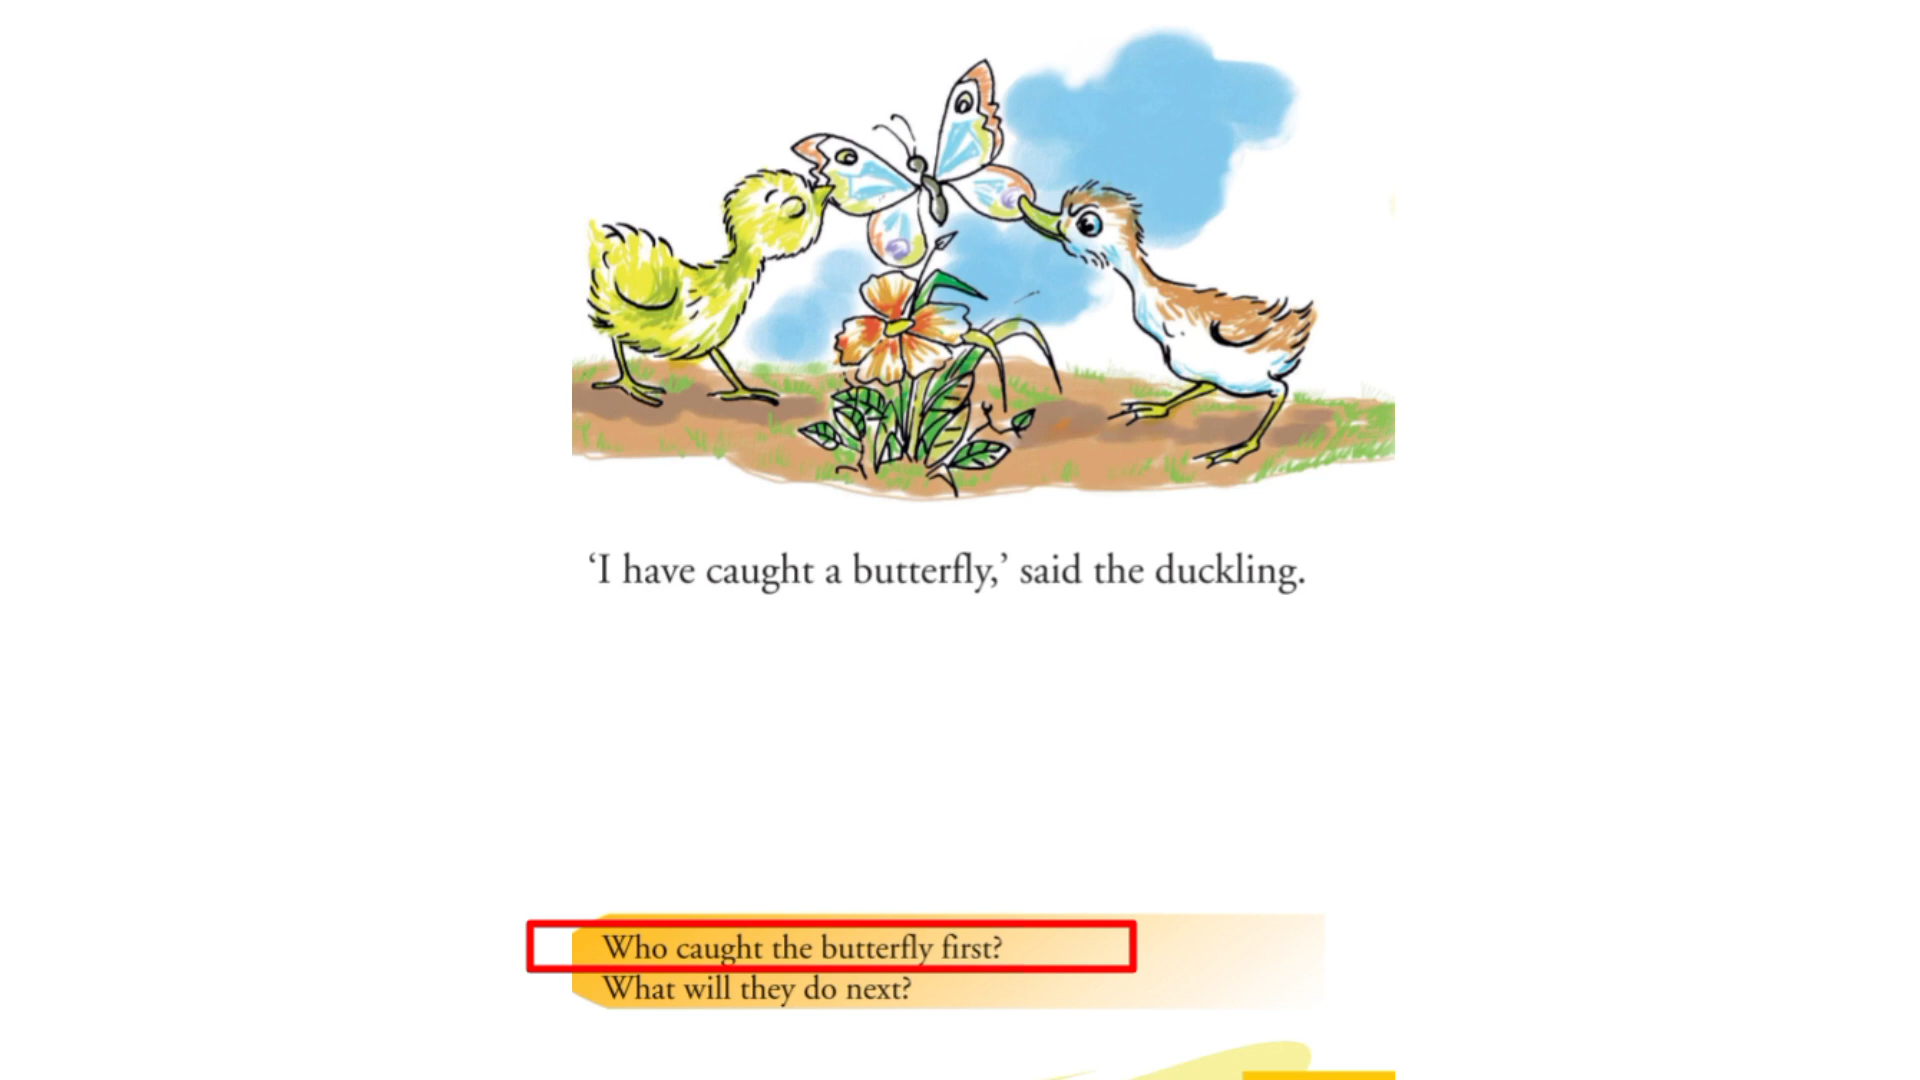 ‘I have caught a butterfly,’ said the duckling.
Who caught the butterfly first?
What will they do next?